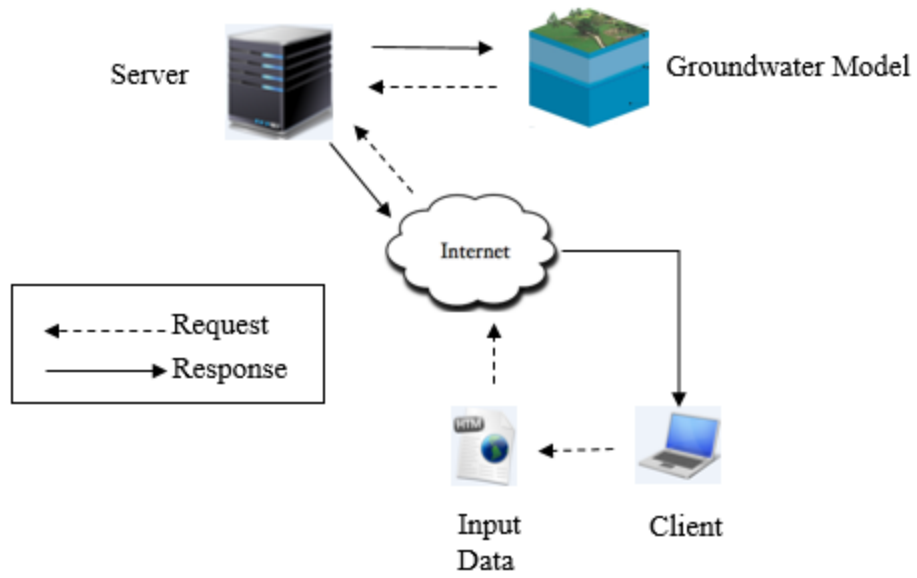 Server
Groundwater Model
Internet
Request
Response
HTM
Input
Data
Client